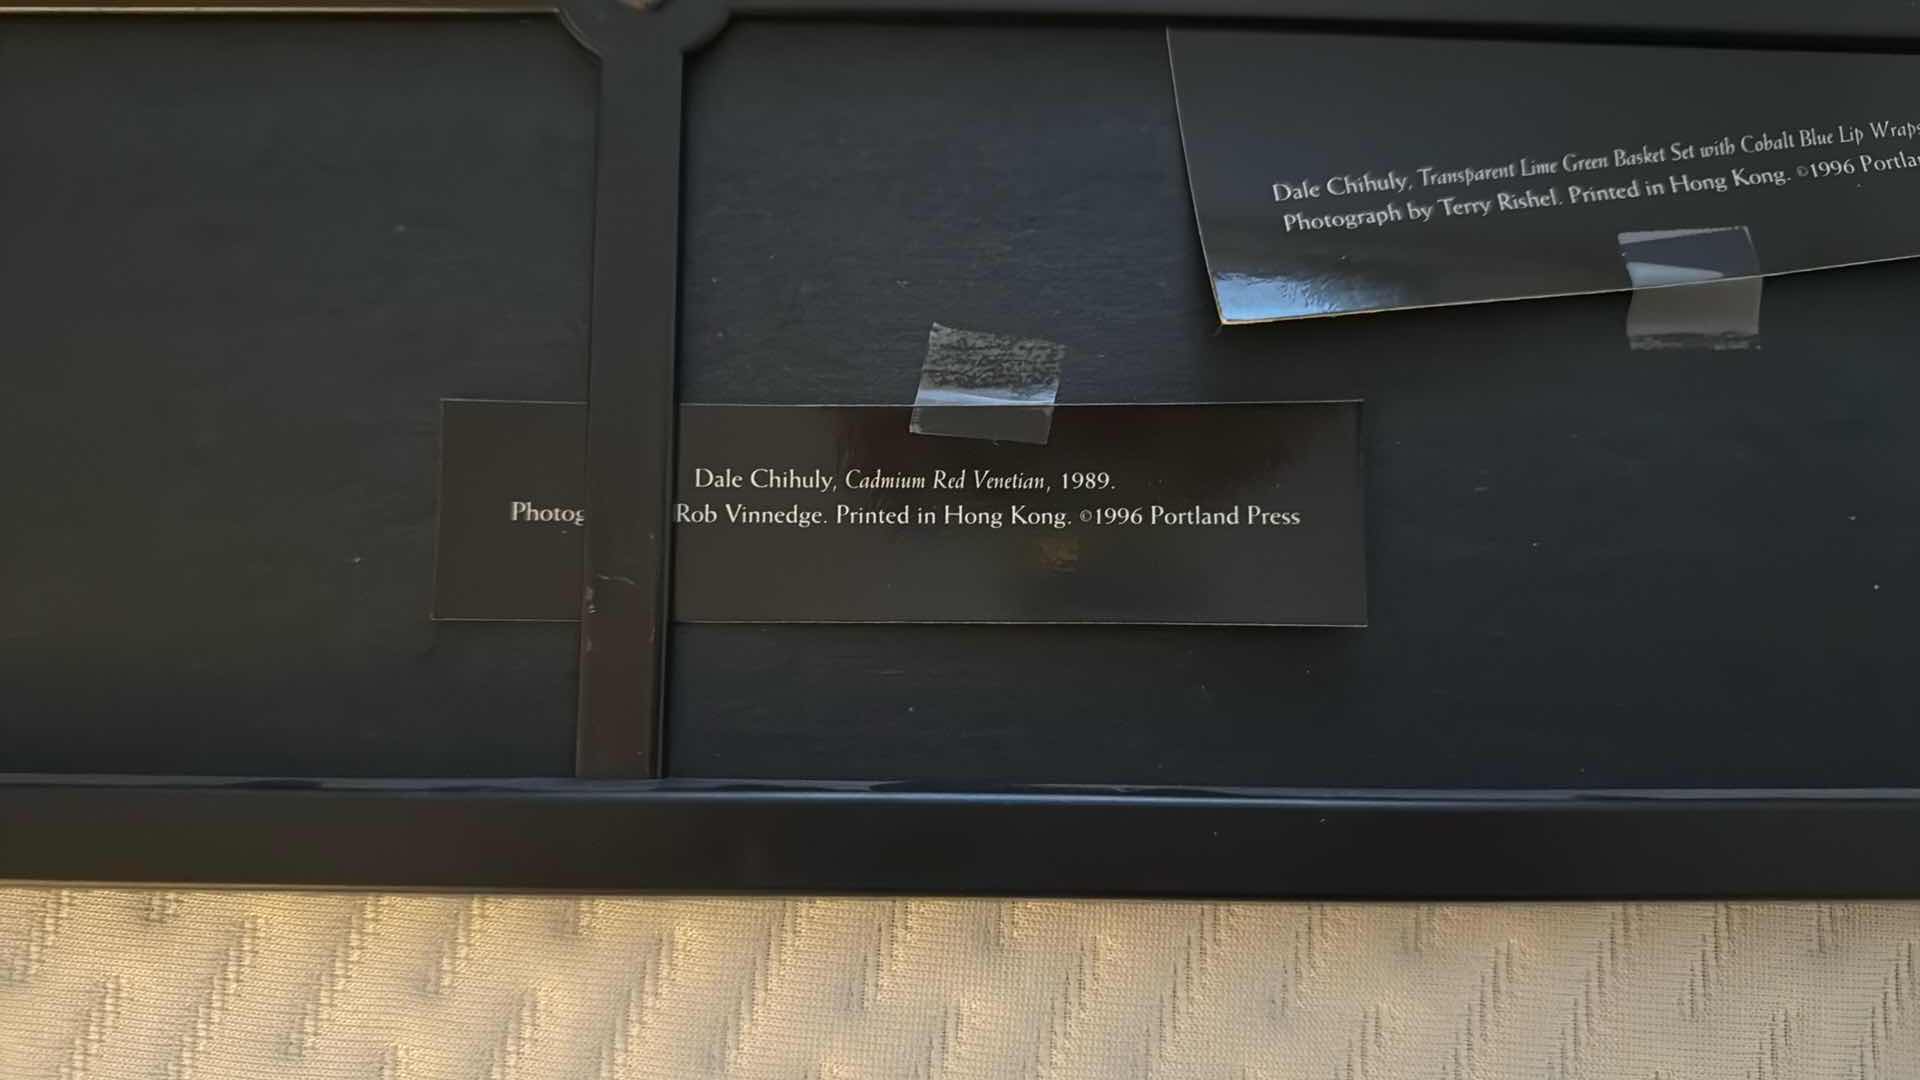 Dale Chihuly, Transparent Lime Green Basket Set with Cobalt Blue Lip Wraps
Photograph by Terry Rishel. Printed in Hong Kong. ©1996 Portla
Dale Chihuly, Cadmium Red Venetian, 1989.
Photog Rob Vinnedge. Printed in Hong Kong. ©1996 Portland Press